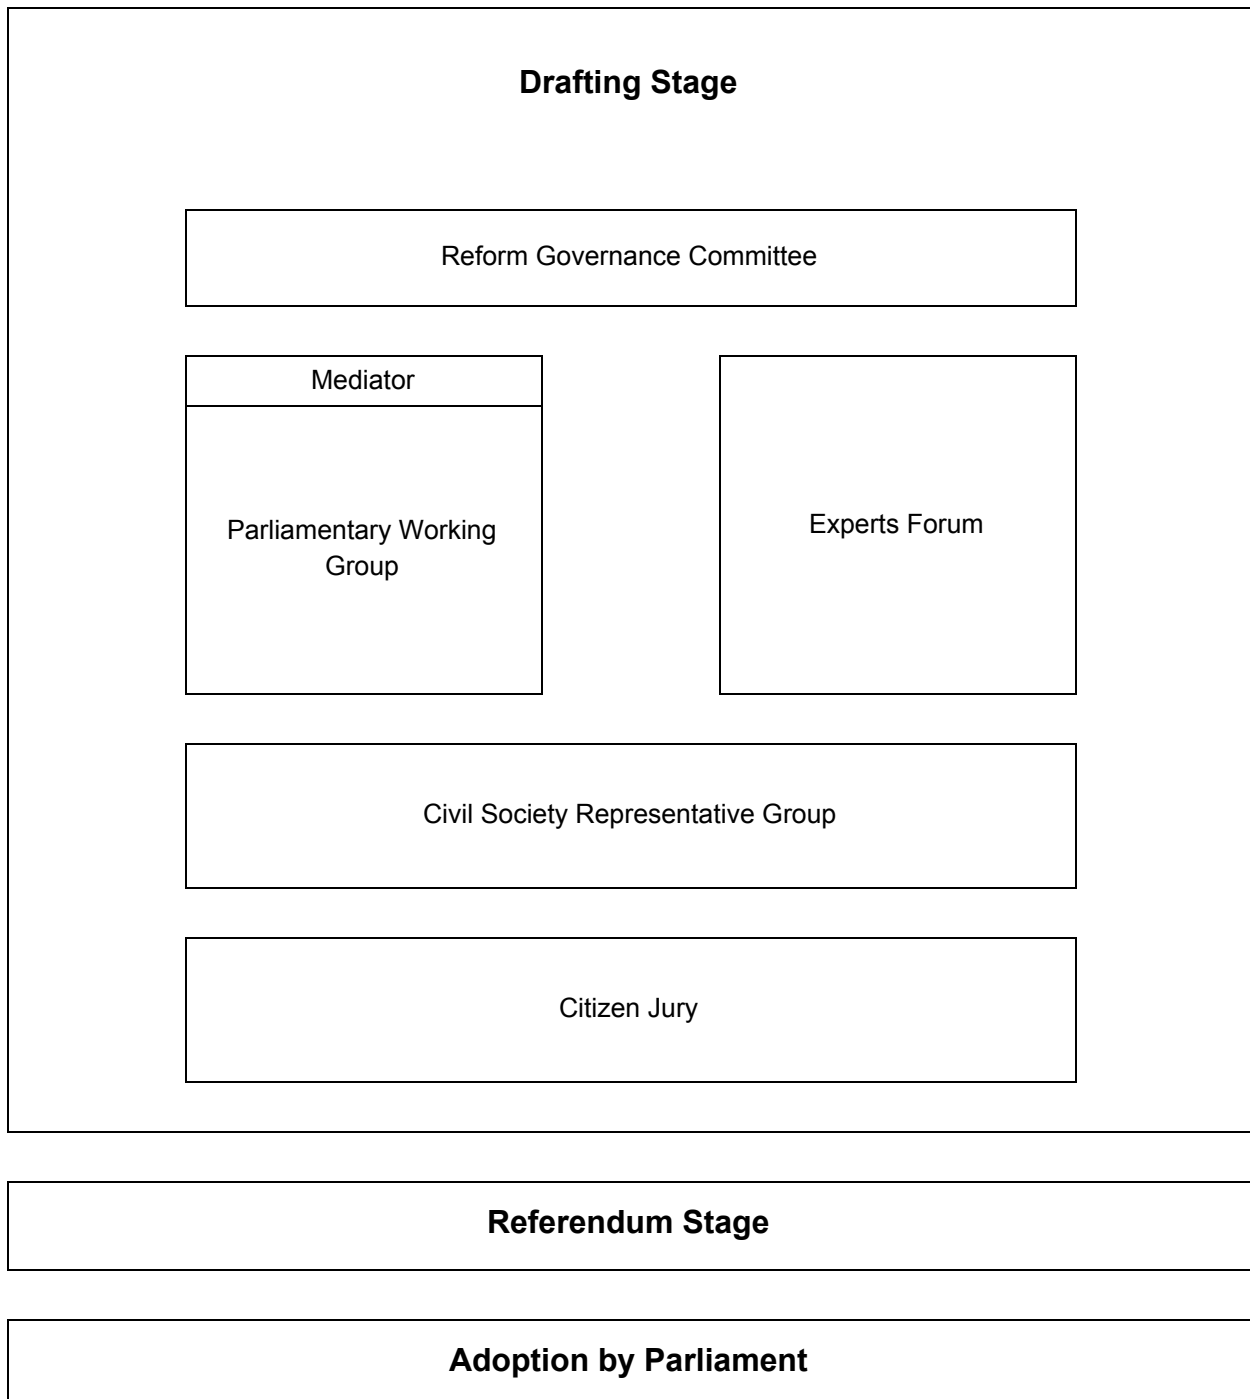 Drafting Stage
Reform Governance Committee
Mediator
Parliamentary Working
Group
Experts Forum
Civil Society Representative Group
Citizen Jury
Referendum Stage
Adoption by Parliament